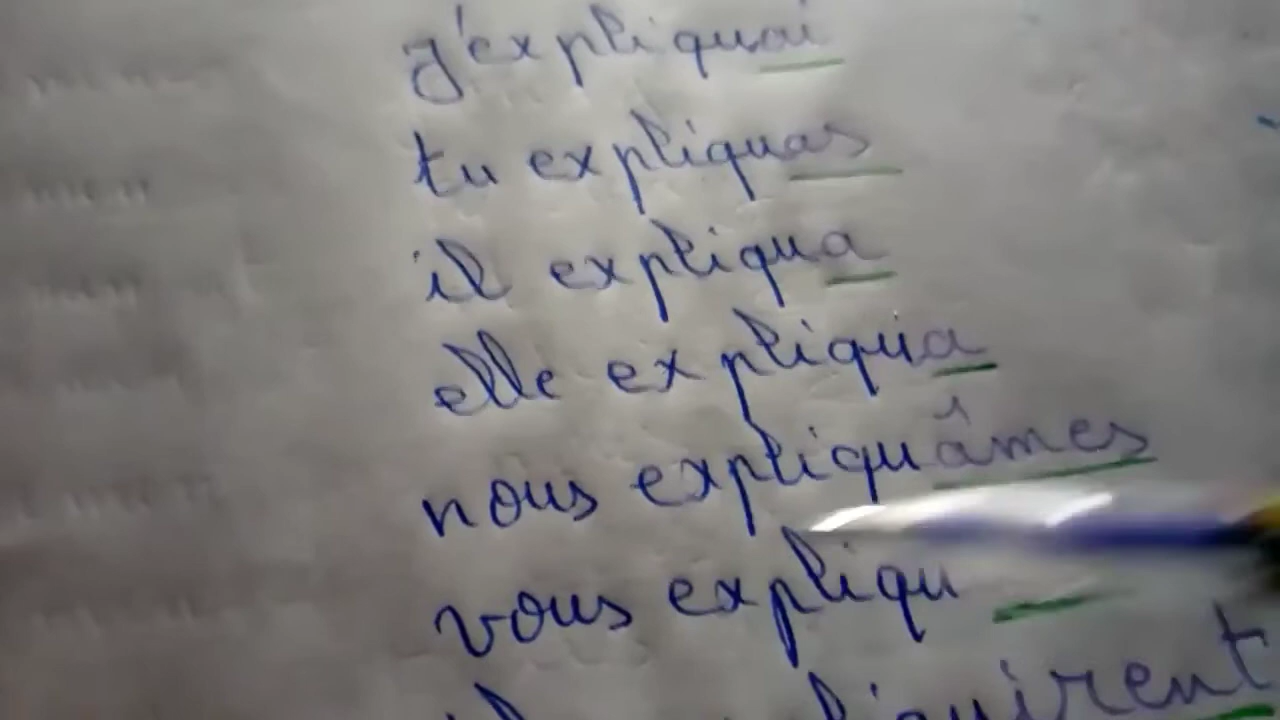 j'expliquai
tu expliquas
il expliqua
elle expliqua
nous expliquâmes
vous expliqu